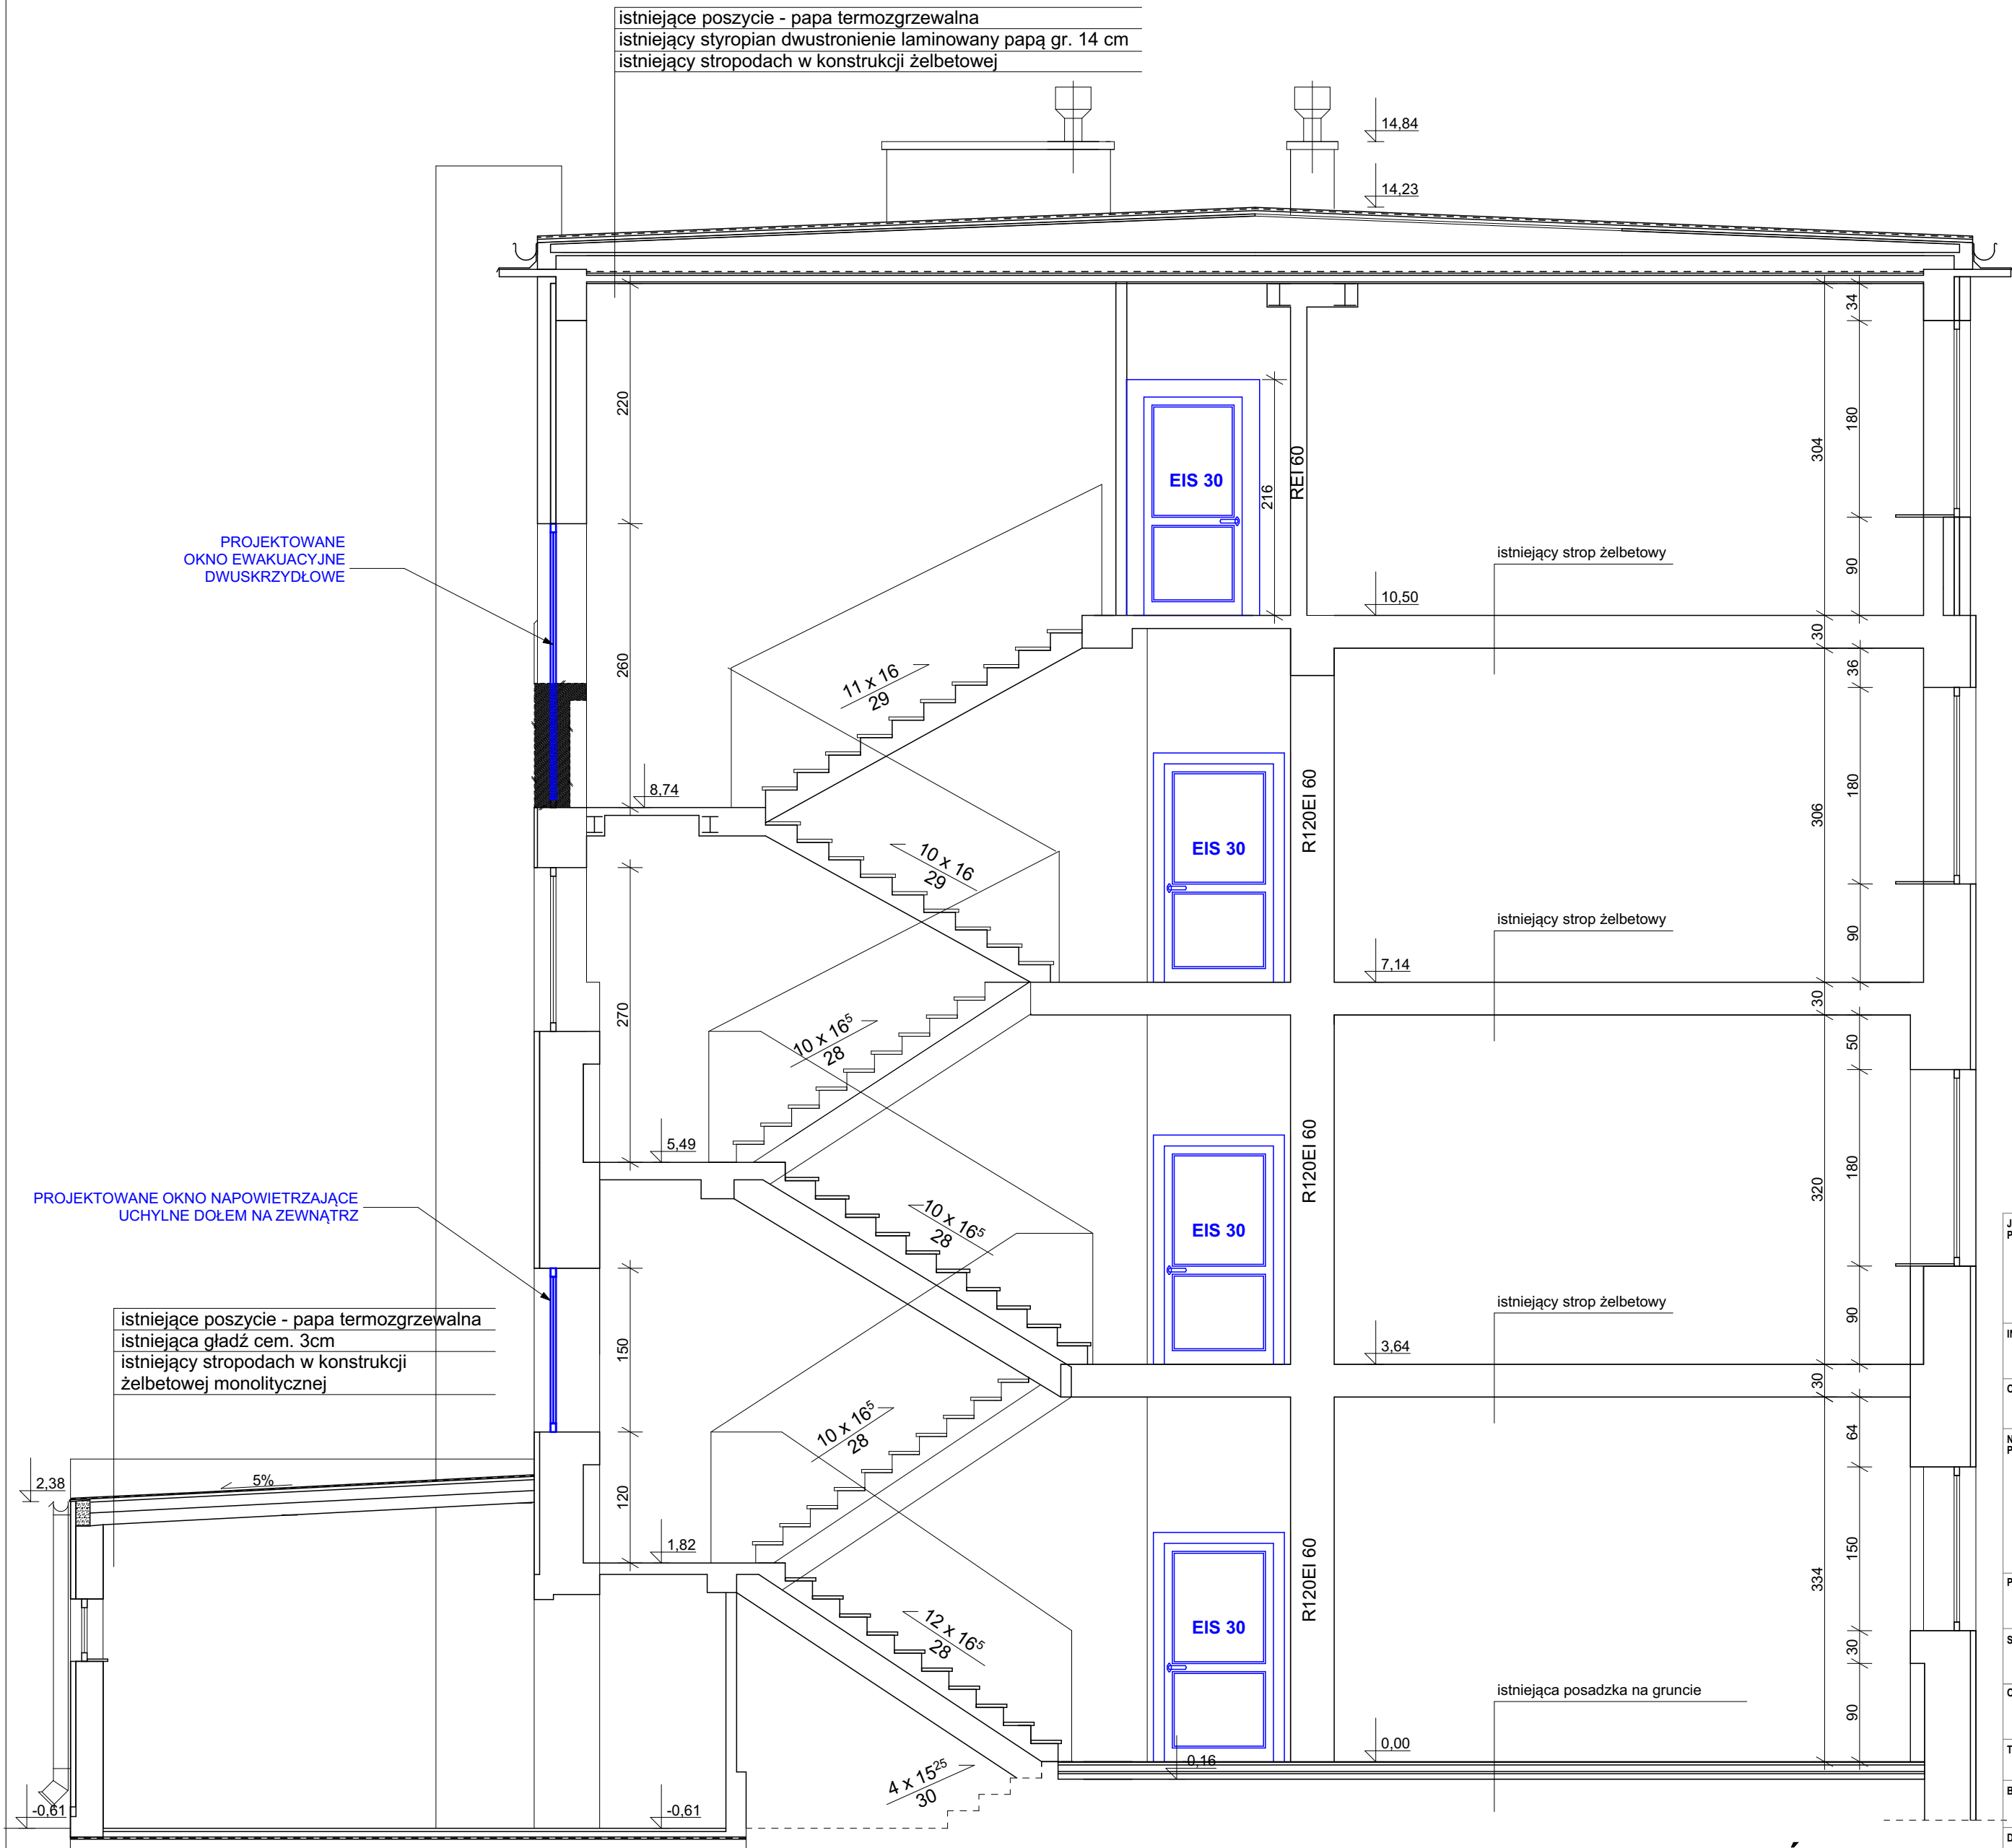 istniejące poszycie - papa termozgrzewalna
istniejący styropian dwustronienie laminowany papą gr. 14 cm
istniejący stropodach w konstrukcji żelbetowej
14,84
14,23
34
220
180
304
EIS 30
216
REI 60
PROJEKTOWANE
OKNO EWAKUACYJNE
DWUSKRZYDŁOWE
istniejący strop żelbetowy
90
10,50
30
260
11 x 16
29
36
8,74
180
306
R120EI 60
EIS 30
10 x 16
29
istniejący strop żelbetowy
90
7,14
30
270
10 x 16⁵
28
50
5,49
180
320
R120EI 60
PROJEKTOWANE OKNO NAPOWIETRZAJĄCE
UCHYLNE DOŁEM NA ZEWNĄTRZ
10 x 16⁵
28
EIS 30
istniejący strop żelbetowy
90
istniejące poszycie - papa termozgrzewalna
istniejąca gładź cem. 3cm
istniejący stropodach w konstrukcji
żelbetowej monolitycznej
150
3,64
30
10 x 16⁵
28
64
2,38
5%
120
1,82
150
334
R120EI 60
12 x 16⁵
28
EIS 30
30
istniejąca posadzka na gruncie
90
0,00
-0,16
4 x 15²⁵
30
-0,61
-0,61